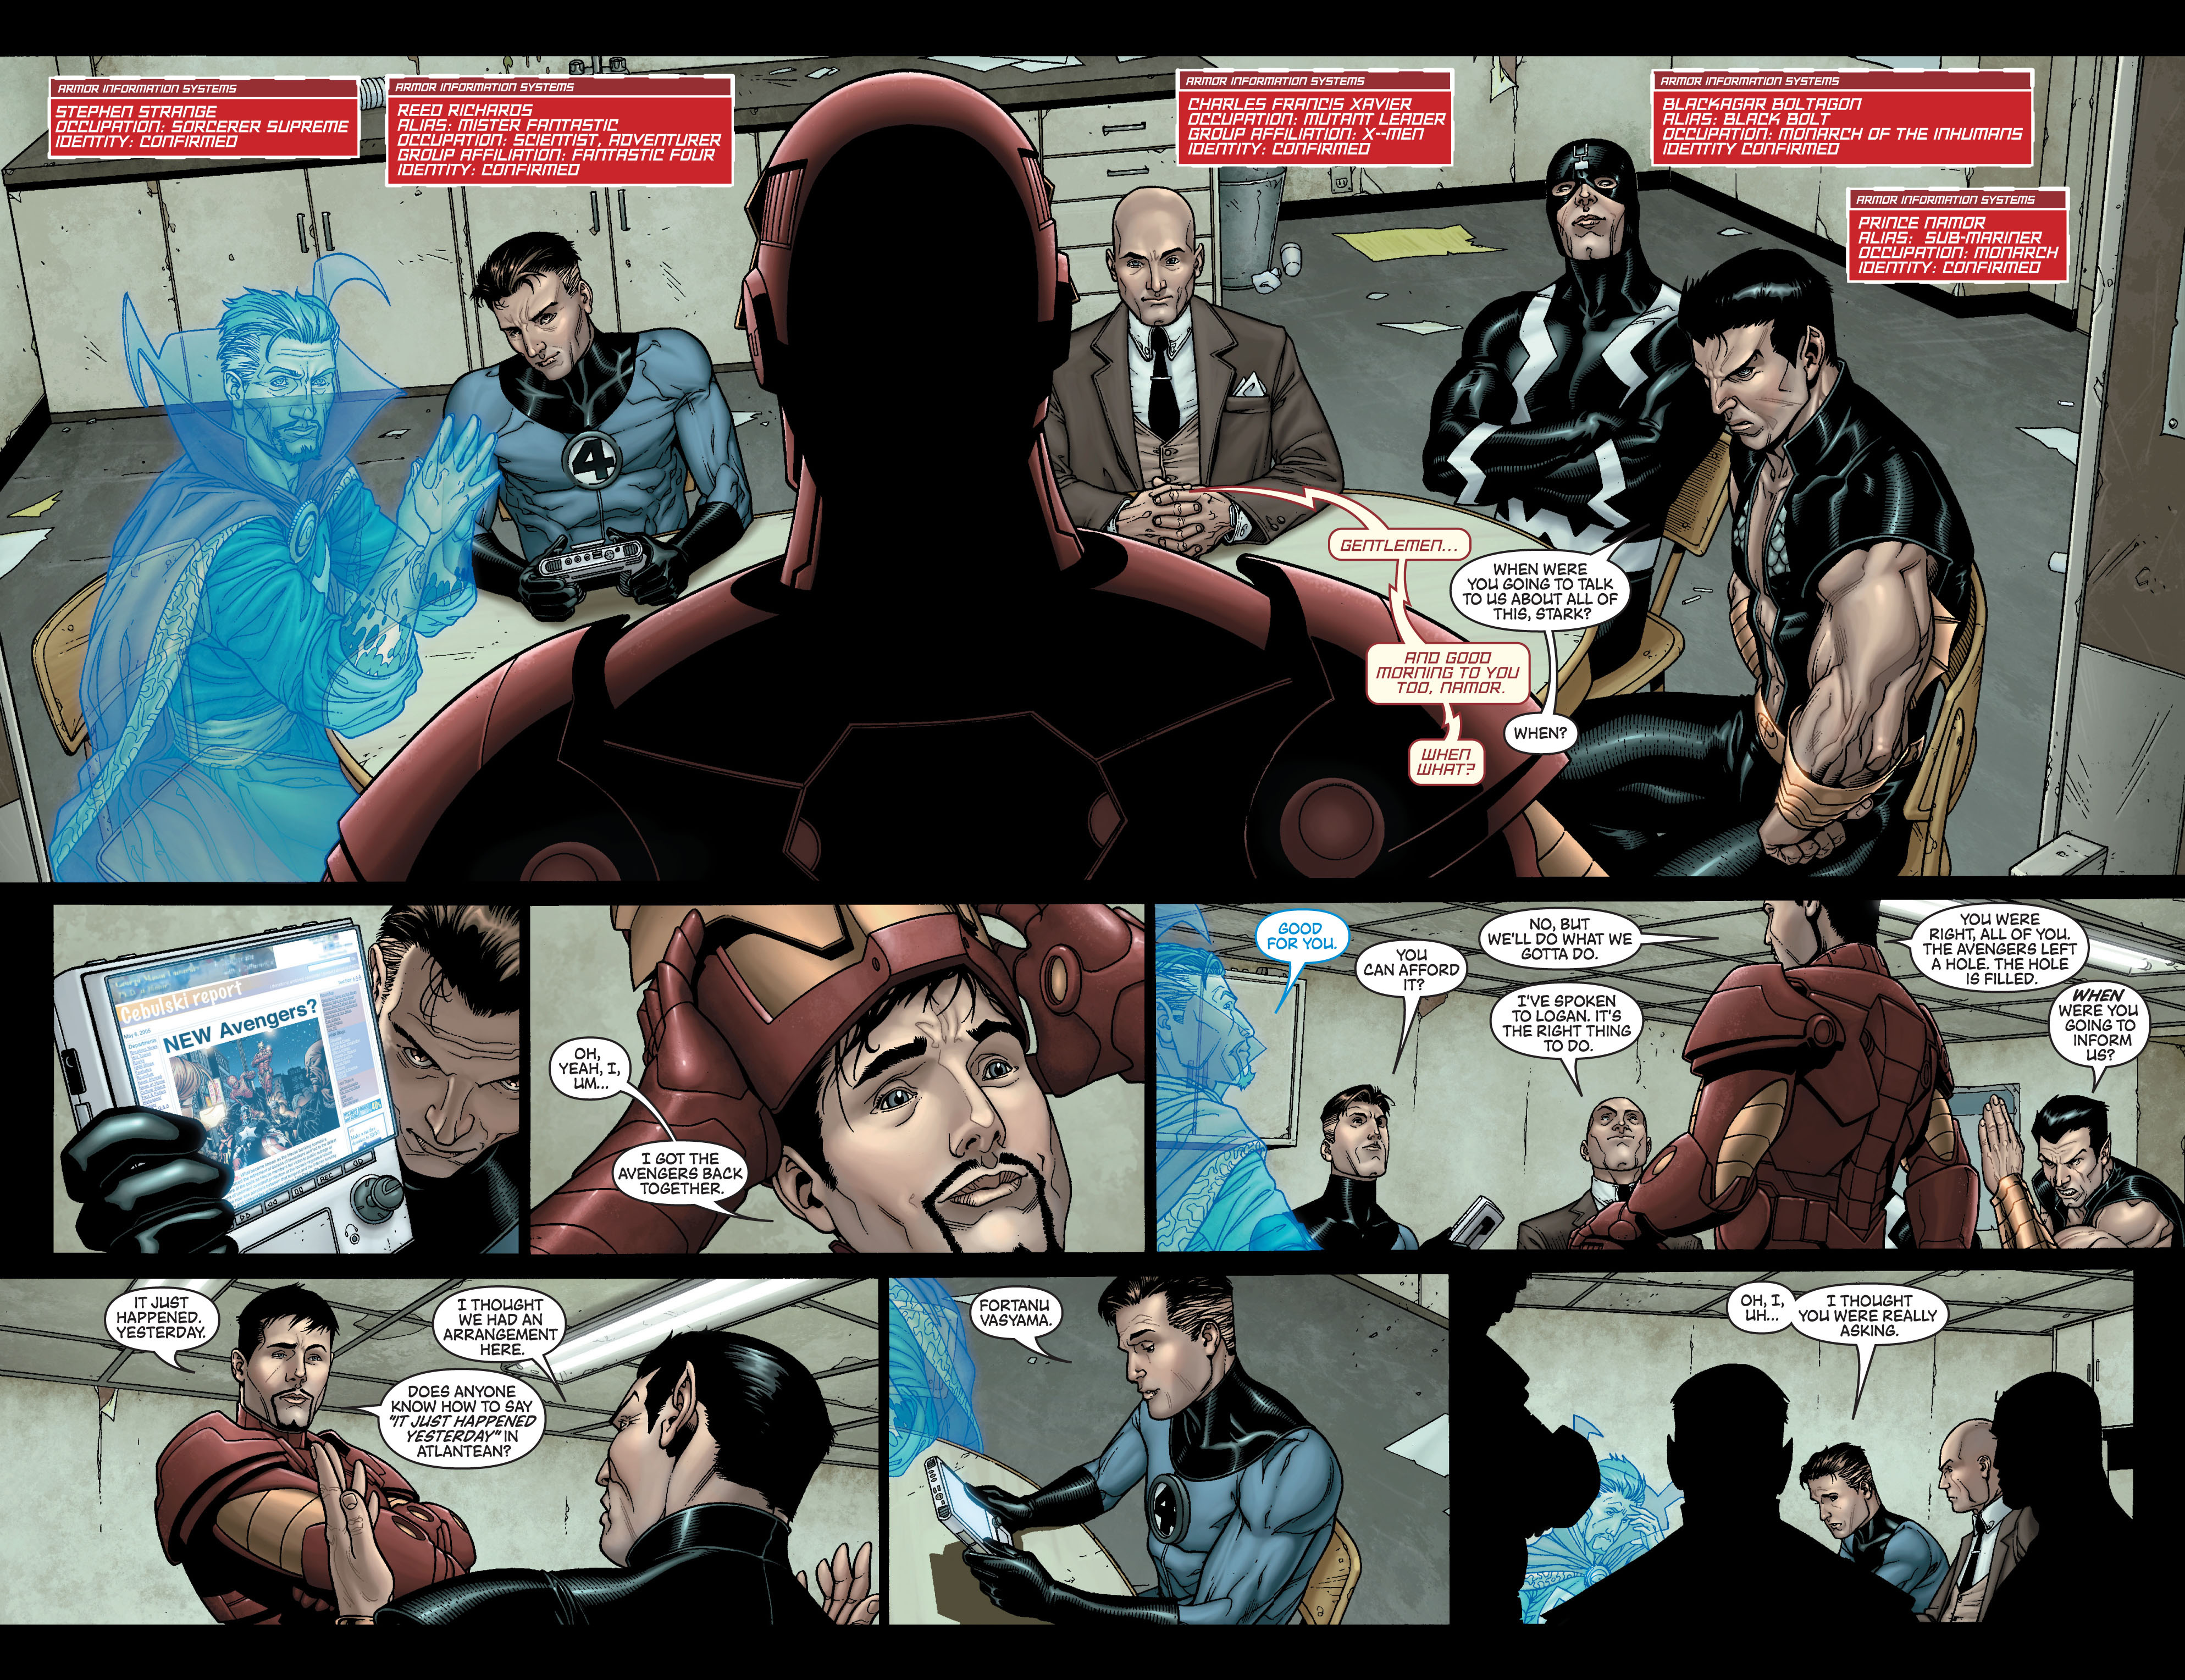 ARMOR INFORMATION SYSTEMS
STEPHEN STRANGE
OCCUPATION: SORCERER SUPREME
IDENTITY: CONFIRMED
ARMOR INFORMATION SYSTEMS
REED RICHARDS
ALIAS: MISTER FANTASTIC
OCCUPATION: SCIENTIST, ADVENTURER
GROUP AFFILIATION: FANTASTIC FOUR
IDENTITY: CONFIRMED
ARMOR INFORMATION SYSTEMS
CHARLES FRANCIS XAVIER
OCCUPATION: MUTANT LEADER
GROUP AFFILIATION: X--MEN
IDENTITY: CONFIRMED
ARMOR INFORMATION SYSTEMS
BLACKAGAR BOLTAGON
ALIAS: BLACK BOLT
OCCUPATION: MONARCH OF THE INHUMANS
IDENTITY CONFIRMED
ARMOR INFORMATION SYSTEMS
PRINCE NAMOR
ALIAS: SUB-MARINER
OCCUPATION: MONARCH
IDENTITY: CONFIRMED
4
GENTLEMEN...
WHEN WERE
YOU GOING TO TALK
TO US ABOUT ALL OF
THIS, STARK?
AND GOOD
MORNING TO YOU
TOO, NAMOR.
WHEN?
WHEN
WHAT?
Cebulski report
May 6, 2005
NEW Avengers?
Departments
REC
OH,
YEAH, I,
UM...
I GOT THE
AVENGERS BACK
TOGETHER.
GOOD
FOR YOU.
YOU
CAN AFFORD
IT?
NO, BUT
WE'LL DO WHAT WE
GOTTA DO.
I'VE SPOKEN
TO LOGAN. IT'S
THE RIGHT THING
TO DO.
YOU WERE
RIGHT, ALL OF YOU.
THE AVENGERS LEFT
A HOLE. THE HOLE
IS FILLED.
WHEN
WERE YOU
GOING TO
INFORM
US?
IT JUST
HAPPENED.
YESTERDAY.
I THOUGHT
WE HAD AN
ARRANGEMENT
HERE.
DOES ANYONE
KNOW HOW TO SAY
"IT JUST HAPPENED
YESTERDAY" IN
ATLANTEAN?
FORTANU
VASYAMA.
OH, I,
UH...
I THOUGHT
YOU WERE REALLY
ASKING.